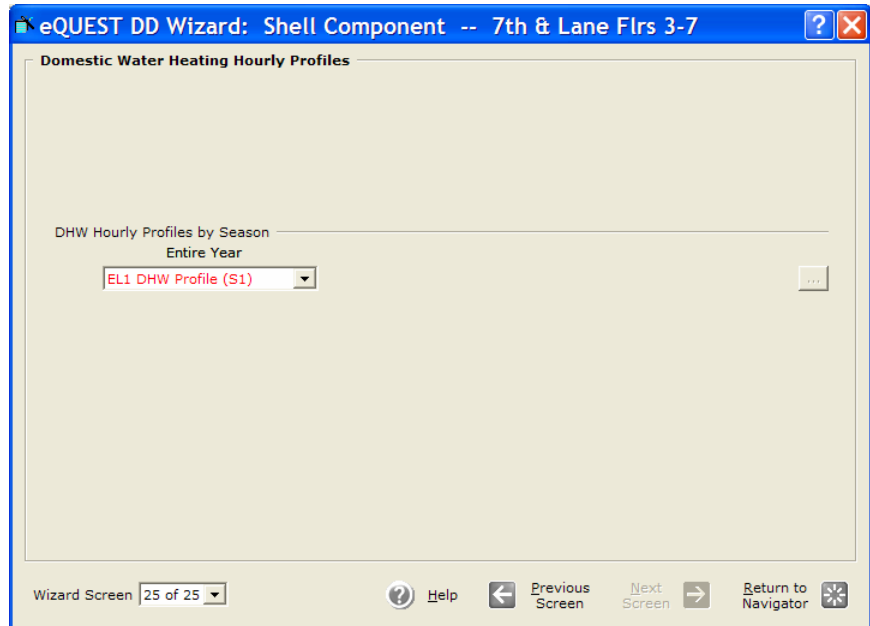 eQUEST DD Wizard: Shell Component -- 7th & Lane Flrs 3-7
Domestic Water Heating Hourly Profiles
DHW Hourly Profiles by Season
Entire Year
EL1 DHW Profile (S1)
...
Wizard Screen 25 of 25
Help
Previous Screen
Next Screen
Return to Navigator